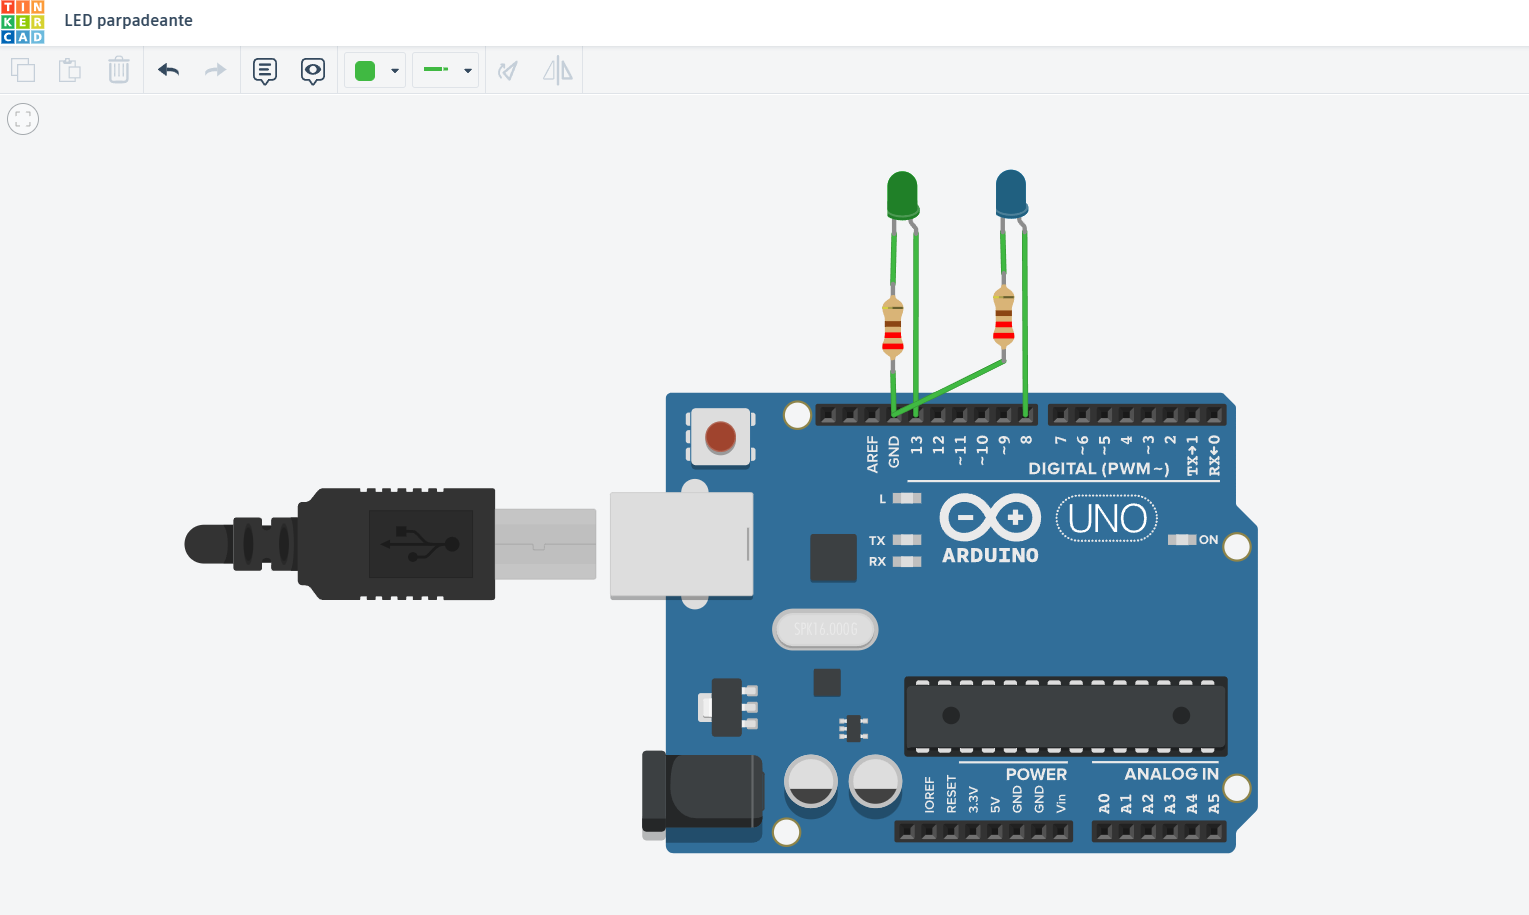 TIN
KER
CAD
LED parpadeante
AREF
GND
13
12
~11
~10
~9
8
7
~6
~5
4
~3
2
TX→1
RX←0
DIGITAL (PWM~)
L
TX
RX
ARDUINO
UNO
ON
SPK16.000G
POWER
ANALOG IN
IOREF
RESET
3.3V
5V
GND
GND
Vin
A0
A1
A2
A3
A4
A5